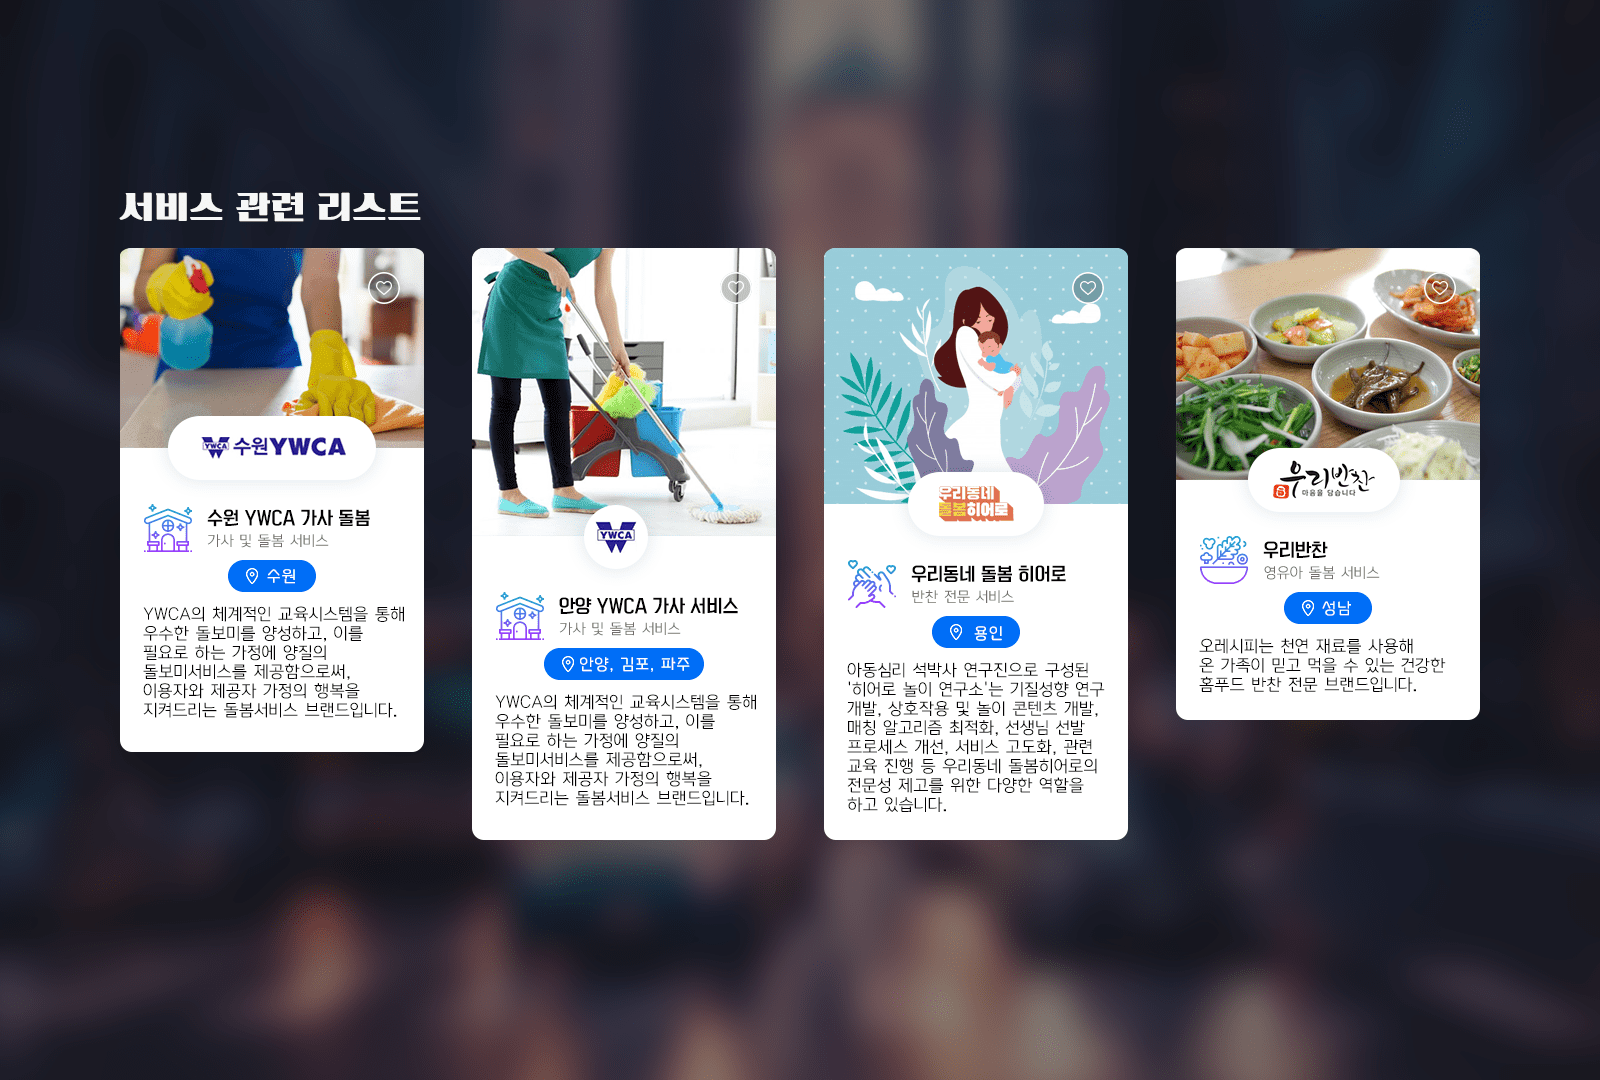 서비스 관련 리스트
YWCA 수원YWCA
수원 YWCA 가사 돌봄
가사 및 돌봄 서비스
수원
YWCA의 체계적인 교육시스템을 통해
우수한 돌보미를 양성하고, 이를
필요로 하는 가정에 양질의
돌보미서비스를 제공함으로써,
이용자와 제공자 가정의 행복을
지켜드리는 돌봄서비스 브랜드입니다.
YWCA
안양 YWCA 가사 서비스
가사 및 돌봄 서비스
안양, 김포, 파주
YWCA의 체계적인 교육시스템을 통해
우수한 돌보미를 양성하고, 이를
필요로 하는 가정에 양질의
돌보미서비스를 제공함으로써,
이용자와 제공자 가정의 행복을
지켜드리는 돌봄서비스 브랜드입니다.
우리동네
돌봄히어로
우리동네 돌봄 히어로
반찬 전문 서비스
용인
아동심리 석박사 연구진으로 구성된
'히어로 놀이 연구소'는 기질성향 연구
개발, 상호작용 및 놀이 콘텐츠 개발,
매칭 알고리즘 최적화, 선생님 선발
프로세스 개선, 서비스 고도화, 관련
교육 진행 등 우리동네 돌봄히어로의
전문성 제고를 위한 다양한 역할을
하고 있습니다.
우리반찬
마음을 담습니다
우리반찬
영유아 돌봄 서비스
성남
오레시피는 천연 재료를 사용해
온 가족이 믿고 먹을 수 있는 건강한
홈푸드 반찬 전문 브랜드입니다.